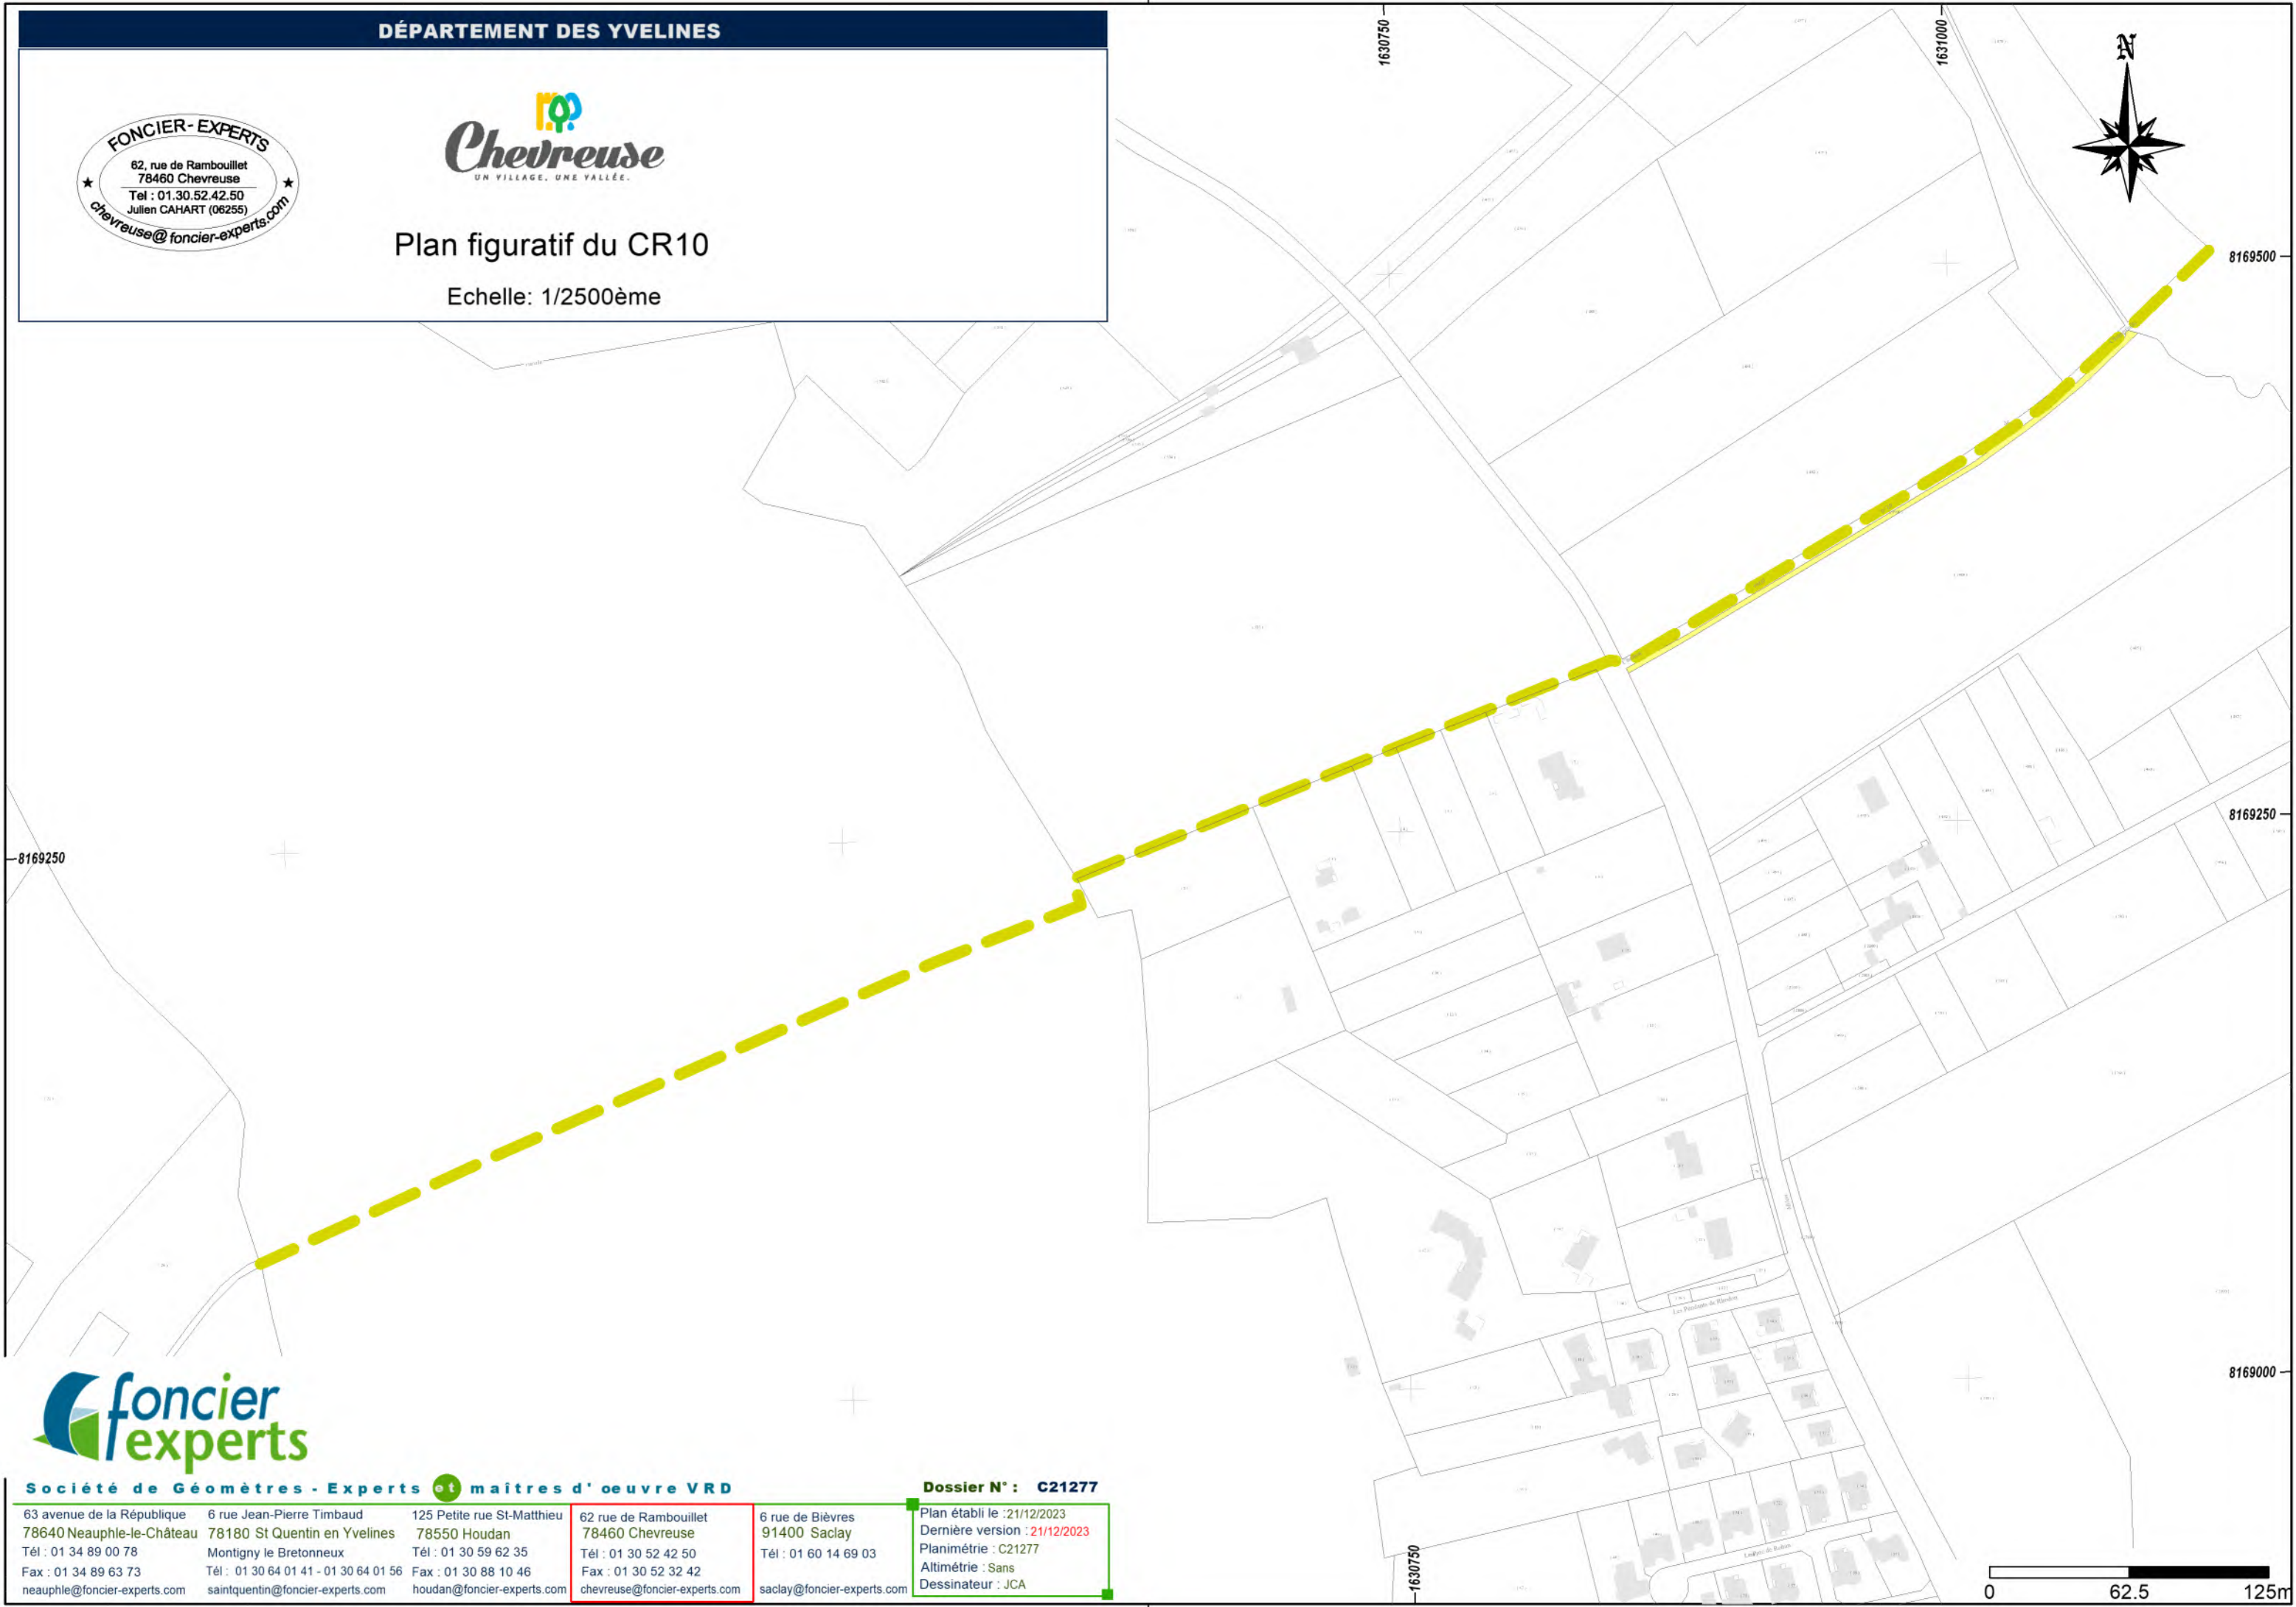 DÉPARTEMENT DES YVELINES
FONCIER-EXPERTS
62, rue de Rambouillet
78460 Chevreuse
Tel : 01.30.52.42.50
Julien CAHART (06255)
chevreuse@foncier-experts.com
Chevreuse
UN VILLAGE, UNE VALLÉE.
Plan figuratif du CR10
Echelle: 1/2500ème
1630750
1631000
N
8169500
8169250
8169250
8169000
1630750
0 62.5 125m
foncier
experts
Société de Géomètres - Experts et maîtres d'oeuvre VRD
63 avenue de la République
78640 Neauphle-le-Château
Tél : 01 34 89 00 78
Fax : 01 34 89 63 73
neauphle@foncier-experts.com
6 rue Jean-Pierre Timbaud
78180 St Quentin en Yvelines
Montigny le Bretonneux
Tél : 01 30 64 01 41 - 01 30 64 01 56
saintquentin@foncier-experts.com
125 Petite rue St-Matthieu
78550 Houdan
Tél : 01 30 59 62 35
Fax : 01 30 88 10 46
houdan@foncier-experts.com
62 rue de Rambouillet
78460 Chevreuse
Tél : 01 30 52 42 50
Fax : 01 30 52 32 42
chevreuse@foncier-experts.com
6 rue de Bièvres
91400 Saclay
Tél : 01 60 14 69 03
saclay@foncier-experts.com
Dossier N° : C21277
Plan établi le :21/12/2023
Dernière version : 21/12/2023
Planimétrie : C21277
Altimétrie : Sans
Dessinateur : JCA